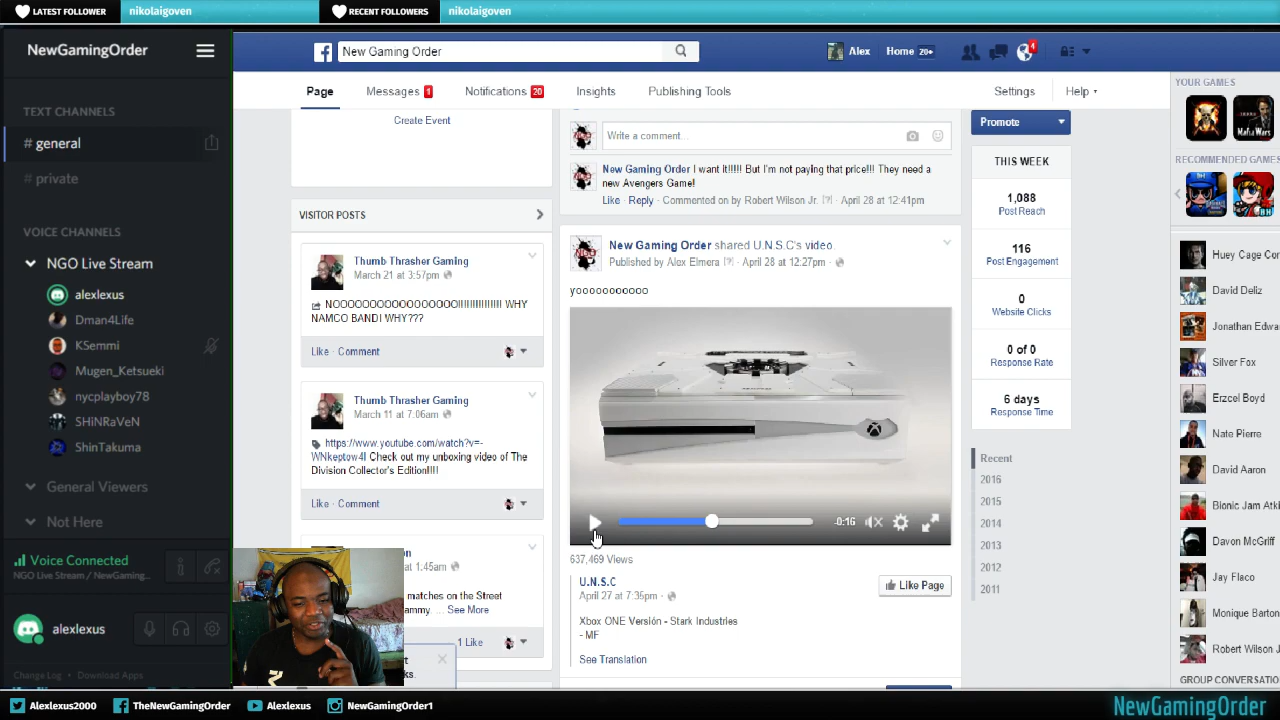 LATEST FOLLOWER
nikolaigoven
RECENT FOLLOWERS
nikolaigoven
NewGamingOrder
TEXT CHANNELS
# general
# private
VOICE CHANNELS
NGO Live Stream
alexlexus
Dman4Life
KSemmi
Mugen_Ketsueki
nycplayboy78
SHiNRaVeN
ShinTakuma
General Viewers
Not Here
Voice Connected
NGO Live Stream / NewGaming...
alexlexus
Change Log · Download Apps
New Gaming Order
Alex
Home 20+
4
Page
Messages 1
Notifications 20
Insights
Publishing Tools
Settings
Help
Create Event
VISITOR POSTS
Thumb Thrasher Gaming
March 21 at 3:57pm
NOOOOOOOOOOOOOOOOO!!!!!!!!!!!!!!! WHY
NAMCO BANDI WHY???
Like · Comment
Thumb Thrasher Gaming
March 11 at 7:06am
https://www.youtube.com/watch?v=-
WNkeptow4I Check out my unboxing video of The
Division Collector's Edition!!!!
Like · Comment
on
1:45am
matches on the Street
ammy. ... See More
1 Like
Write a comment...
New Gaming Order I want it!!!!! But I'm not paying that price!!! They need a
new Avengers Game!
Like · Reply · Commented on by Robert Wilson Jr. [?] · April 28 at 12:41pm
New Gaming Order shared U.N.S.C's video.
Published by Alex Elmera [?] · April 28 at 12:27pm
yooooooooooo
-0:16
637,469 Views
U.N.S.C
April 27 at 7:35pm
Like Page
Xbox ONE Versión - Stark Industries
- MF
See Translation
Promote
THIS WEEK
1,088
Post Reach
116
Post Engagement
0
Website Clicks
0 of 0
Response Rate
6 days
Response Time
Recent
2016
2015
2014
2013
2012
2011
YOUR GAMES
RECOMMENDED GAMES
Huey Cage Cor
David Deliz
Jonathan Edwar
Silver Fox
Erzcel Boyd
Nate Pierre
David Aaron
Bionic Jam Atki
Davon McGriff
Jay Flaco
Monique Barton
Robert Wilson J
GROUP CONVERSATIO
Alexlexus2000
TheNewGamingOrder
Alexlexus
NewGamingOrder1
NewGamingOrder